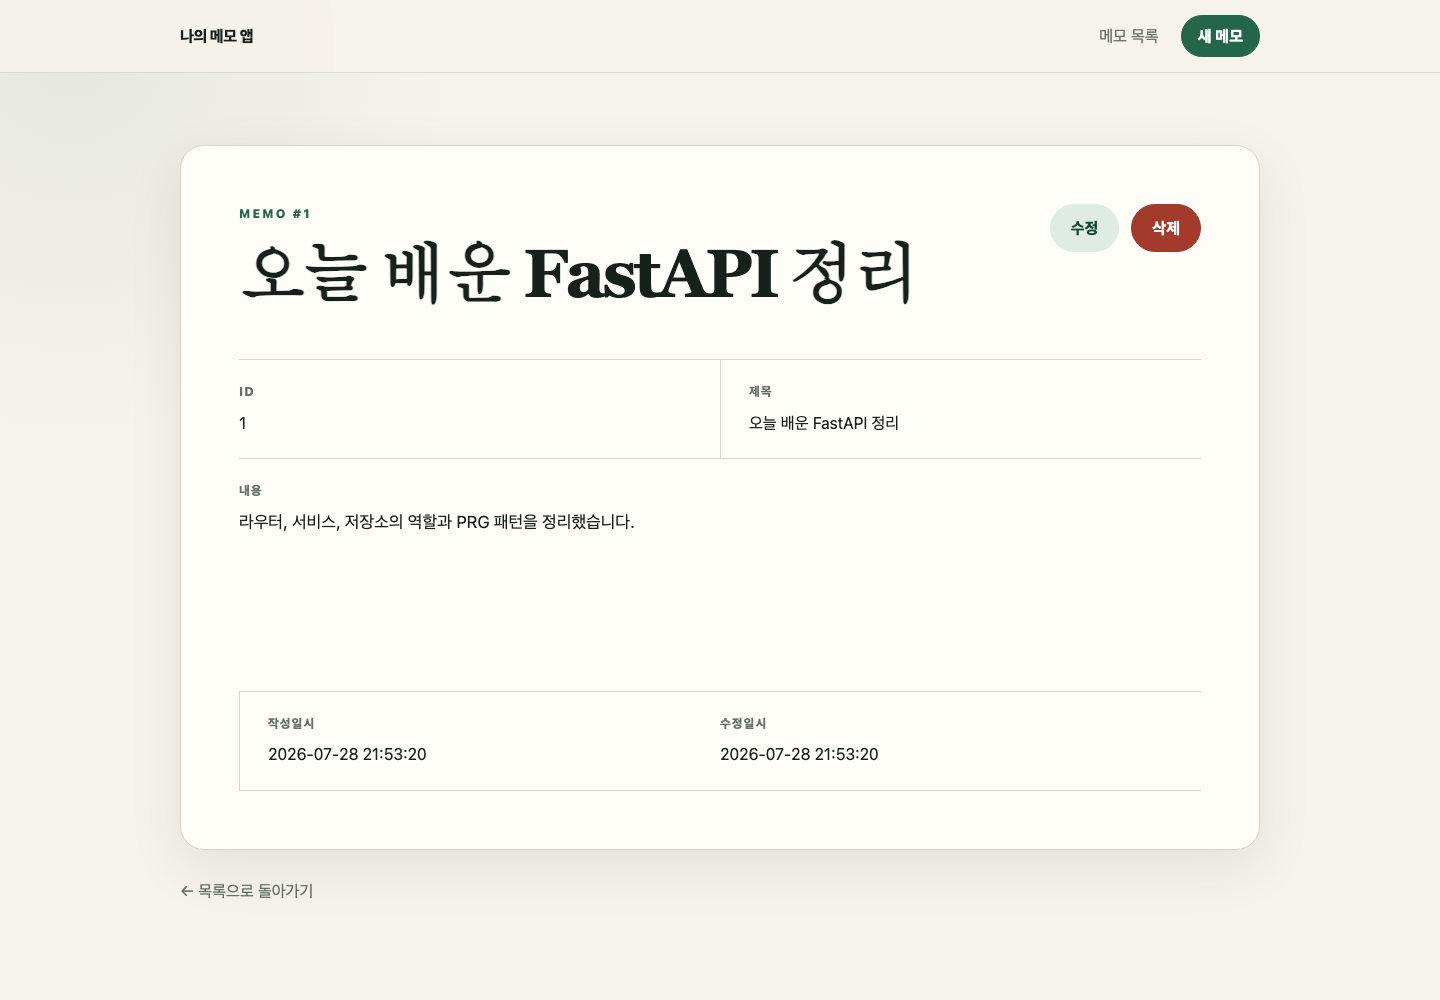 나의 메모 앱
메모 목록
새 메모
MEMO #1
오늘 배운 FastAPI 정리
수정
삭제
ID
1
제목
오늘 배운 FastAPI 정리
내용
라우터, 서비스, 저장소의 역할과 PRG 패턴을 정리했습니다.
작성일시
2026-07-28 21:53:20
수정일시
2026-07-28 21:53:20
← 목록으로 돌아가기